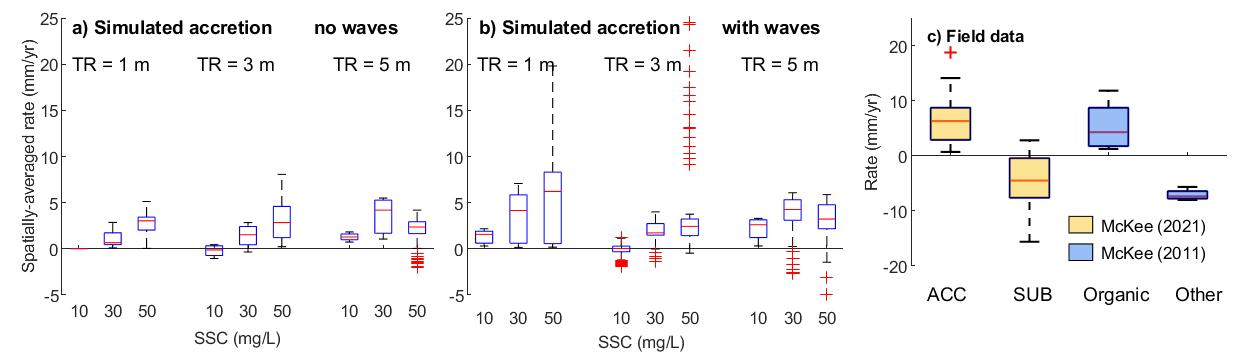 a) Simulated accretion no waves
TR = 1 m TR = 3 m TR = 5 m
Spatially-averaged rate (mm/yr)
25
20
15
10
5
0
-5
10 30 50 10 30 50 10 30 50
SSC (mg/L)
b) Simulated accretion with waves
TR = 1 m TR = 3 m TR = 5 m
25
20
15
10
5
0
-5
10 30 50 10 30 50 10 30 50
SSC (mg/L)
c) Field data
Rate (mm/yr)
20
10
0
-10
-20
McKee (2021)
McKee (2011)
ACC SUB Organic Other